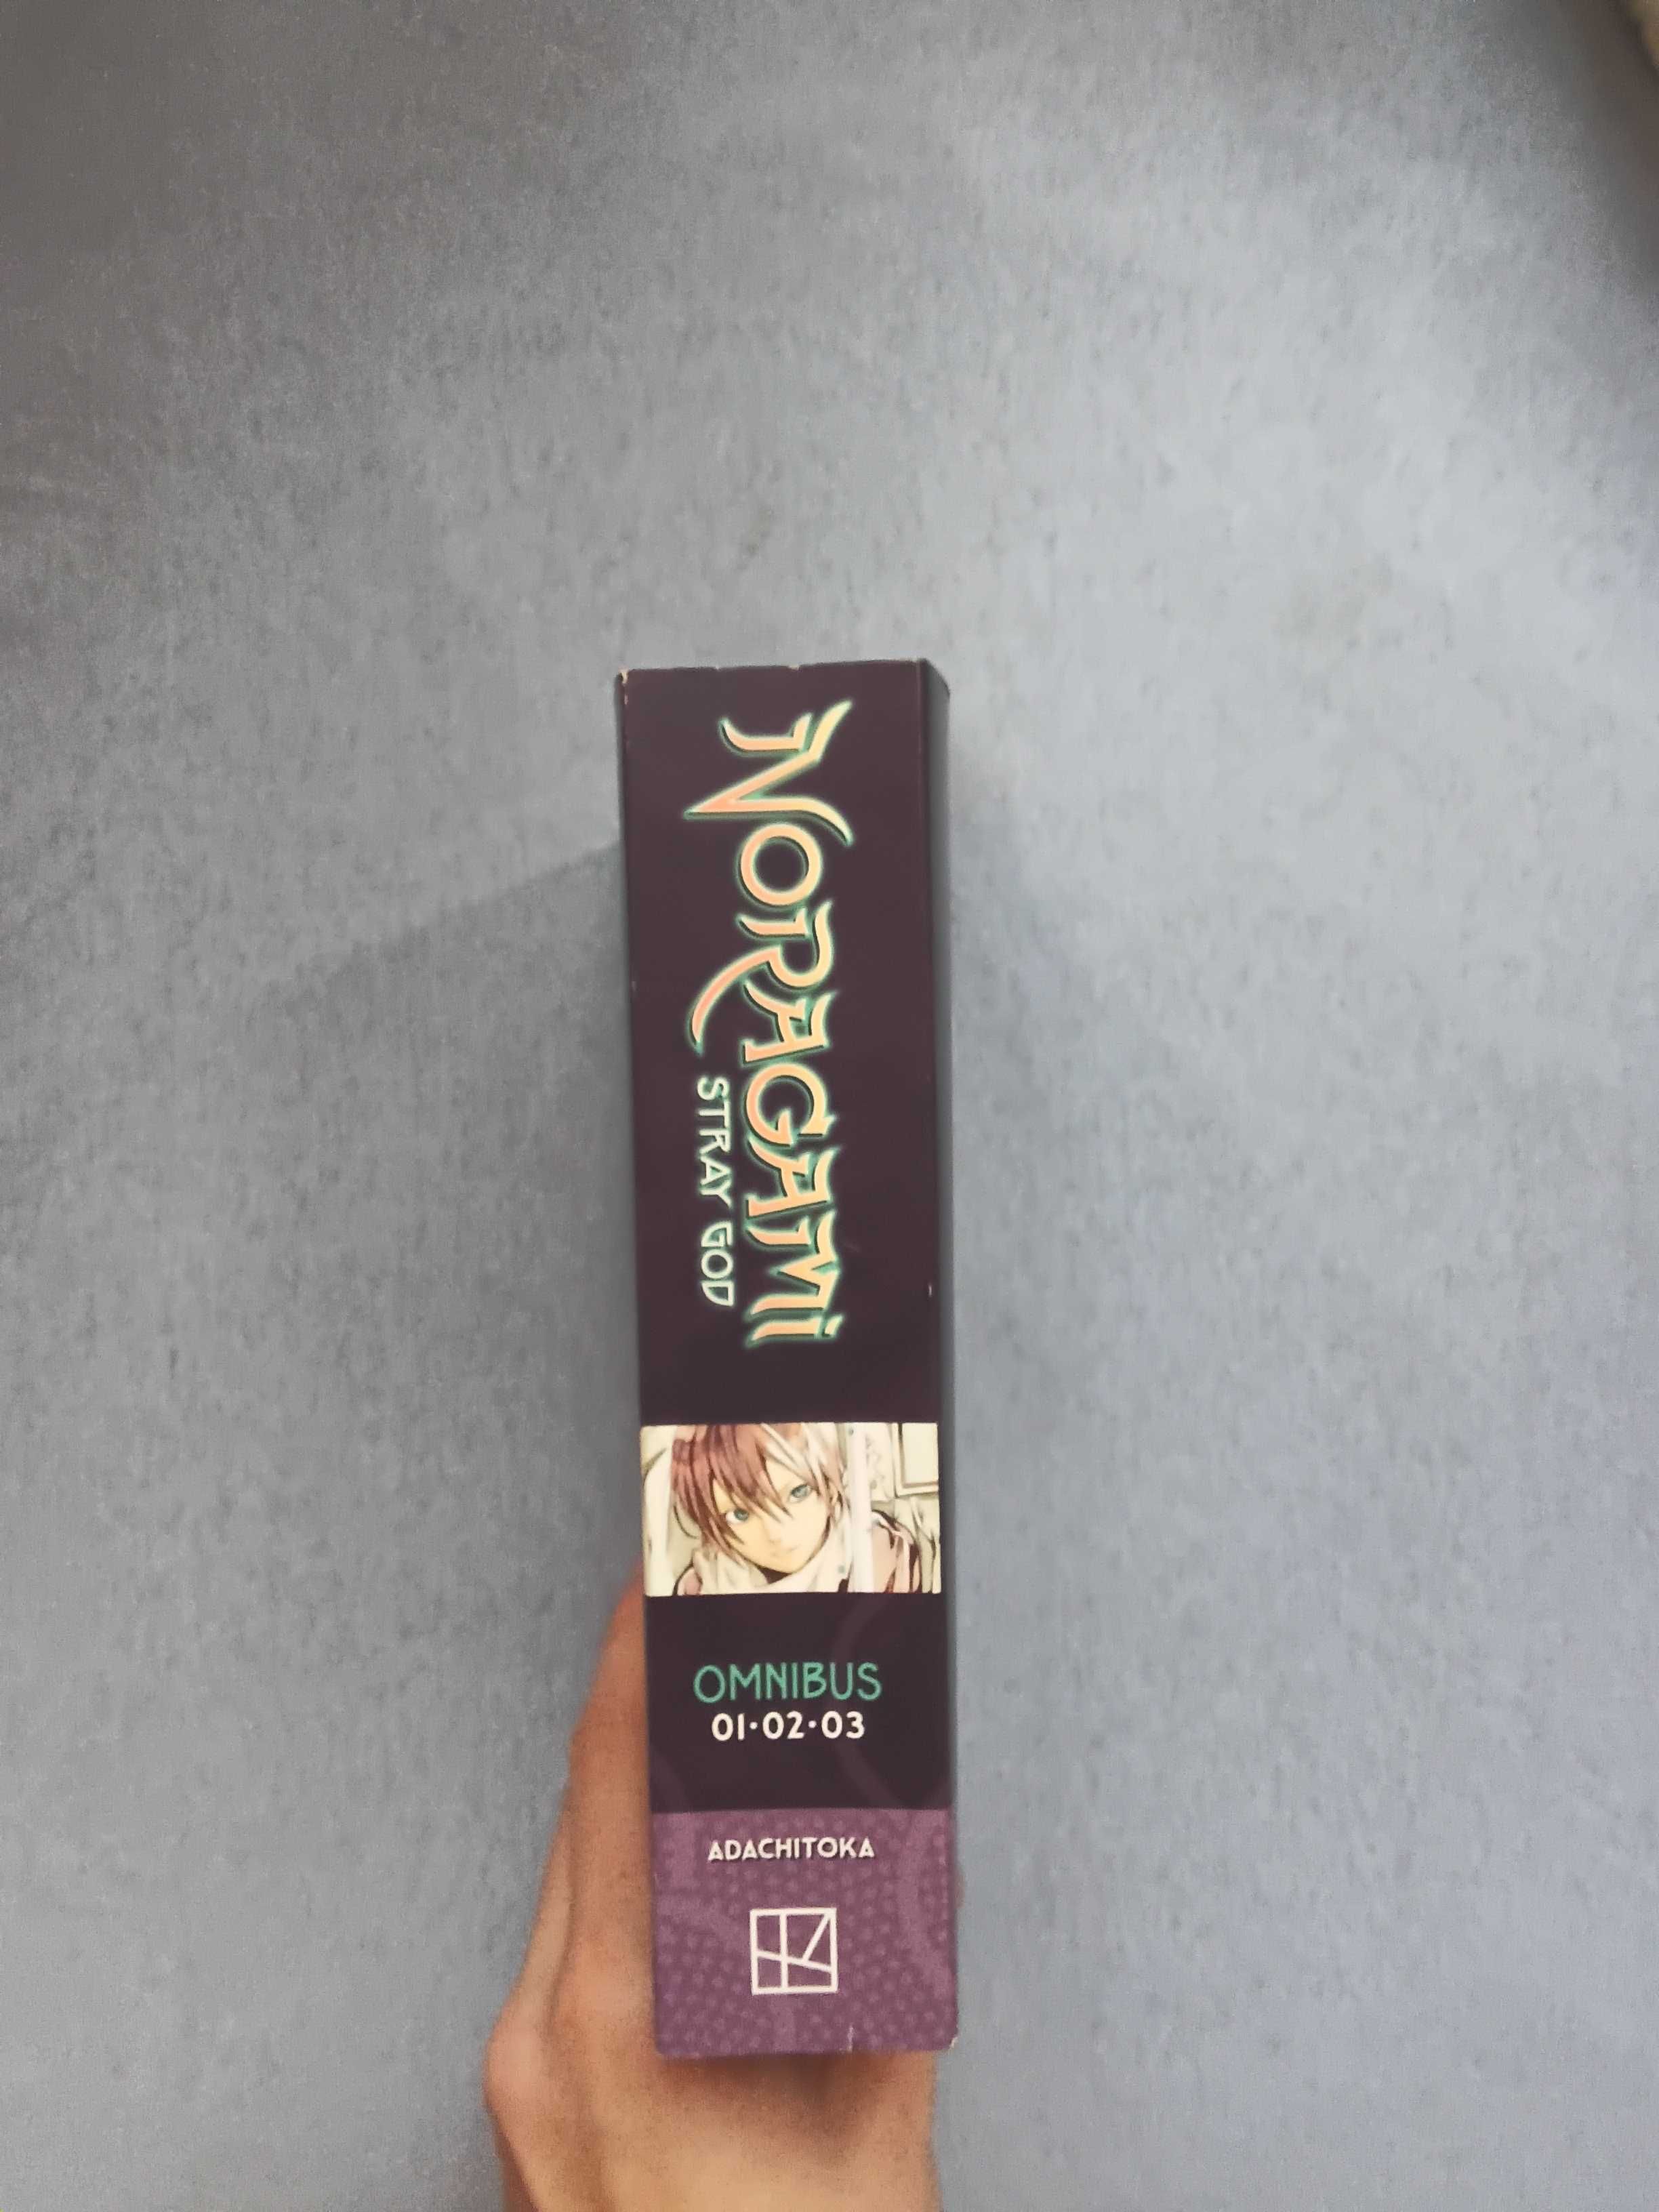 NORAGAMI
STRAY GOD
OMNIBUS
01·02·03
ADACHITOKA